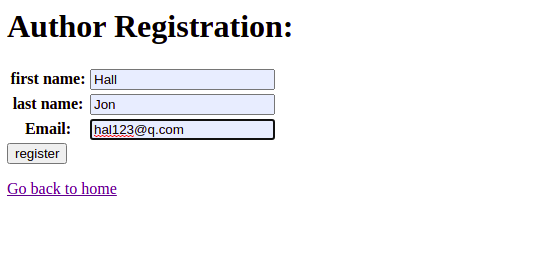 Author Registration:
first name: Hall
last name: Jon
Email: hal123@q.com
register
Go back to home